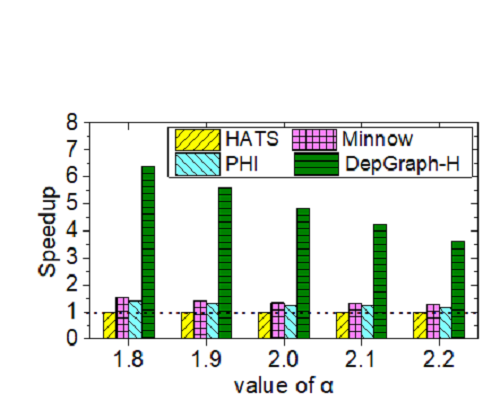 8
7
6
5
4
3
2
1
0
Speedup
HATS Minnow
PHI DepGraph-H
1.8 1.9 2.0 2.1 2.2
value of α